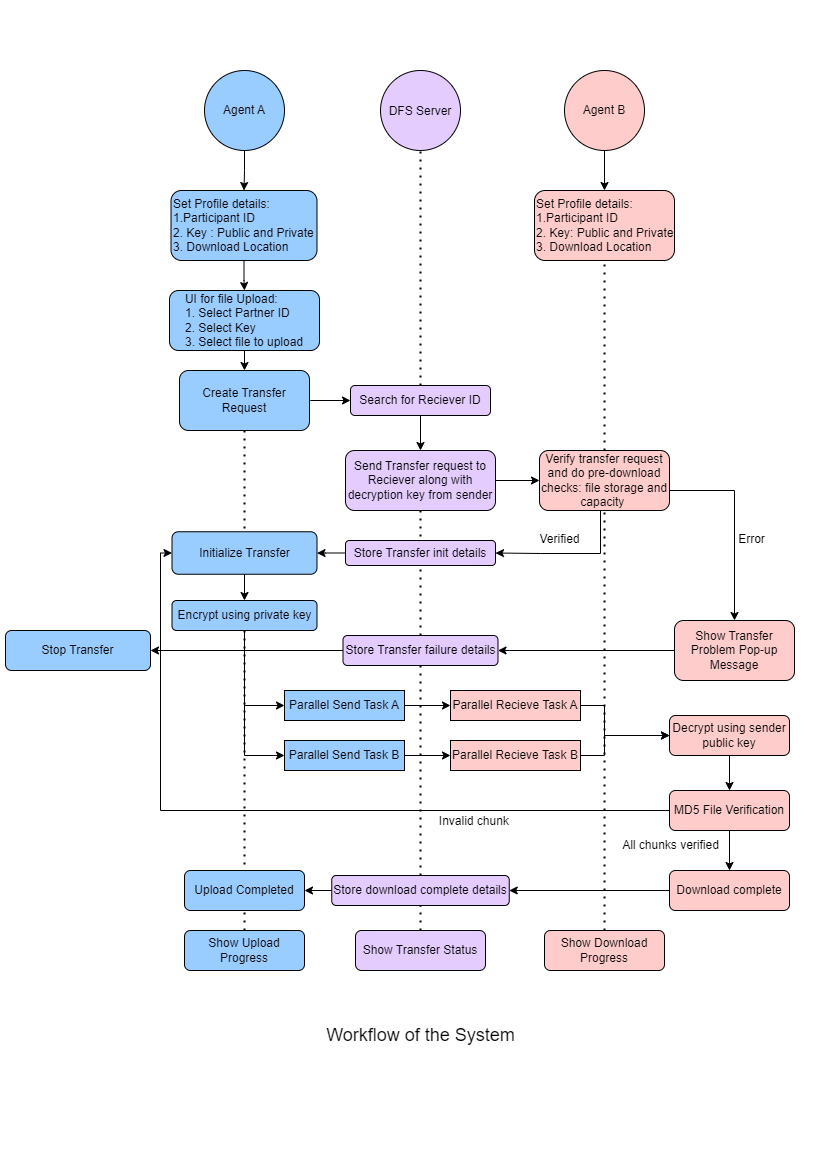 Agent A
DFS Server
Agent B
Set Profile details:
1.Participant ID
2. Key : Public and Private
3. Download Location
Set Profile details:
1.Participant ID
2. Key: Public and Private
3. Download Location
UI for file Upload:
1. Select Partner ID
2. Select Key
3. Select file to upload
Create Transfer
Request
Search for Reciever ID
Send Transfer request to
Reciever along with
decryption key from sender
Verify transfer request
and do pre-download
checks: file storage and
capacity
Verified
Error
Initialize Transfer
Store Transfer init details
Encrypt using private key
Stop Transfer
Store Transfer failure details
Show Transfer
Problem Pop-up
Message
Parallel Send Task A
Parallel Recieve Task A
Parallel Send Task B
Parallel Recieve Task B
Decrypt using sender
public key
MD5 File Verification
Invalid chunk
All chunks verified
Upload Completed
Store download complete details
Download complete
Show Upload
Progress
Show Transfer Status
Show Download
Progress
Workflow of the System